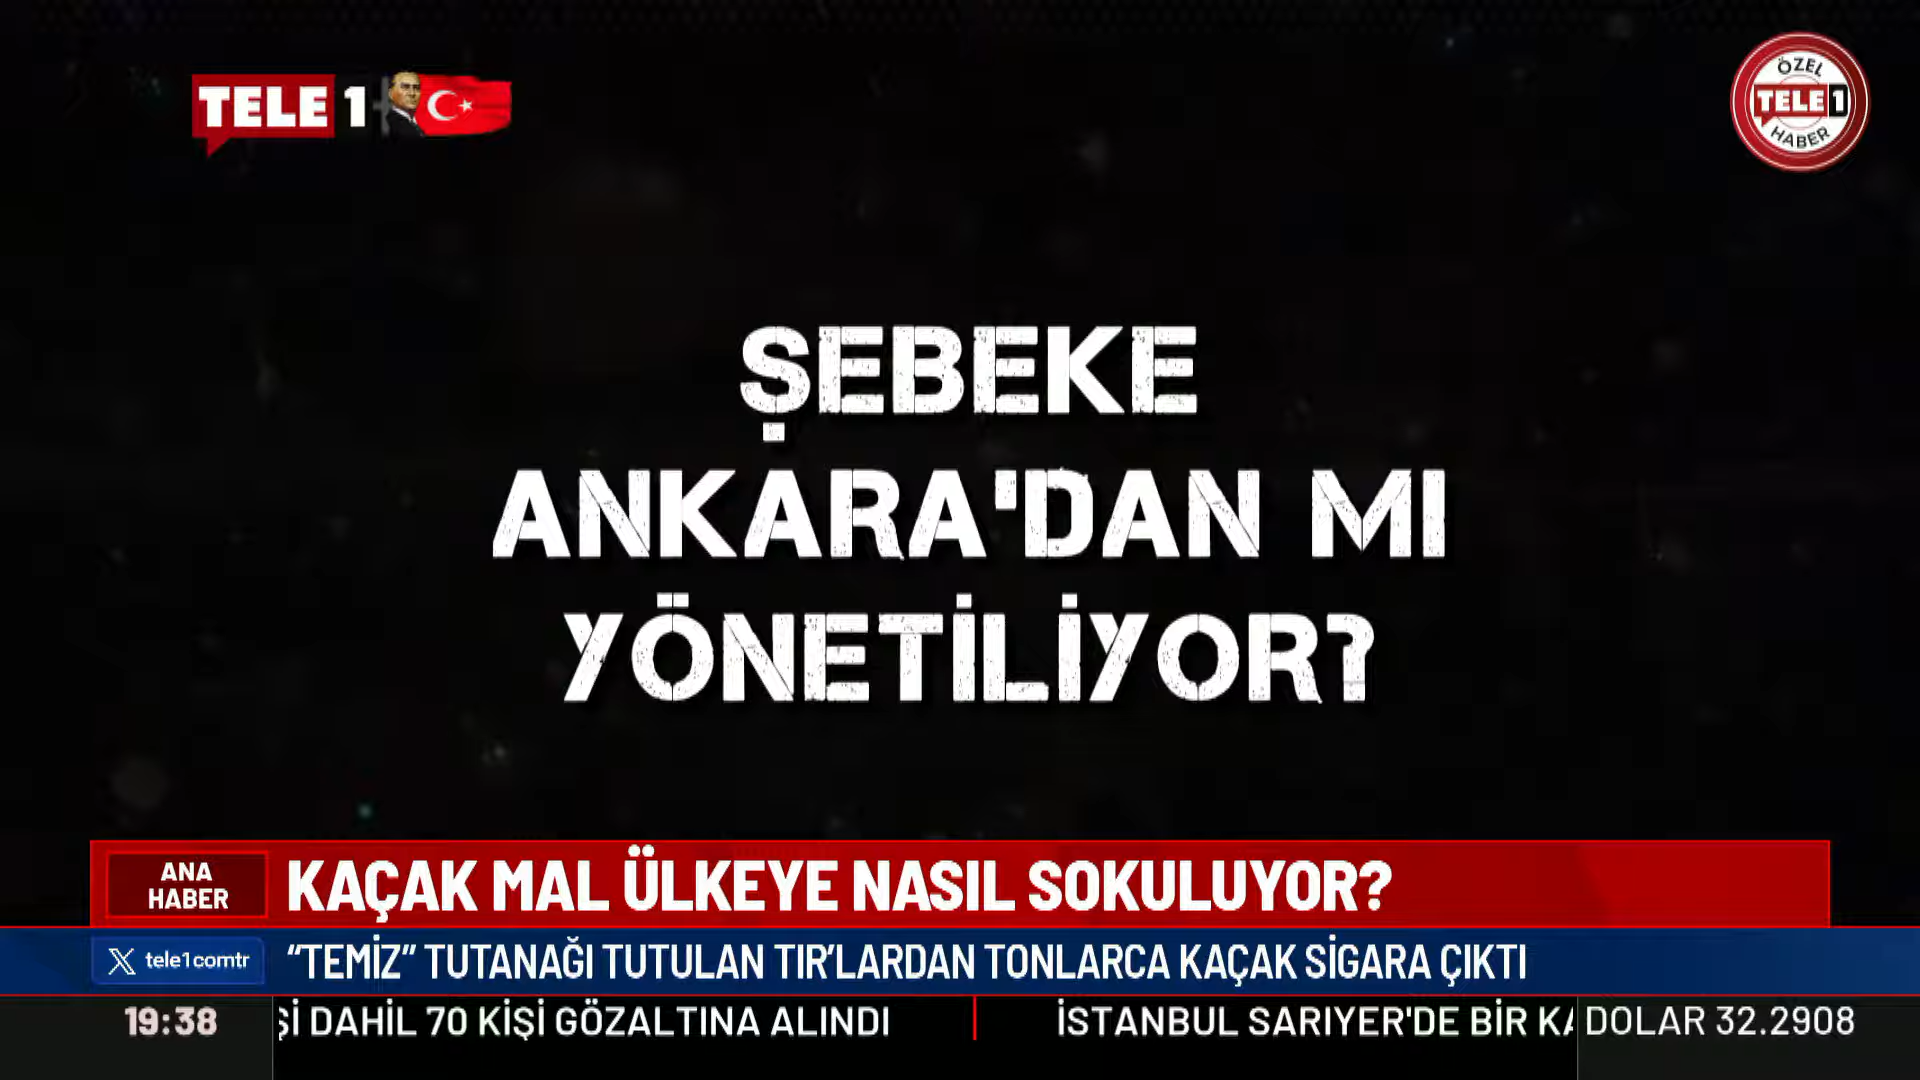 TELE 1
ÖZEL
TELE 1
HABER
ŞEBEKE
ANKARA'DAN MI
YÖNETİLİYOR?
ANA
HABER
KAÇAK MAL ÜLKEYE NASIL SOKULUYOR?
X tele1comtr
“TEMİZ” TUTANAĞI TUTULAN TIR’LARDAN TONLARCA KAÇAK SİGARA ÇIKTI
19:38
DAHİL 70 KİŞİ GÖZALTINA ALINDI
İSTANBUL SARIYER'DE BİR
DOLAR 32.2908